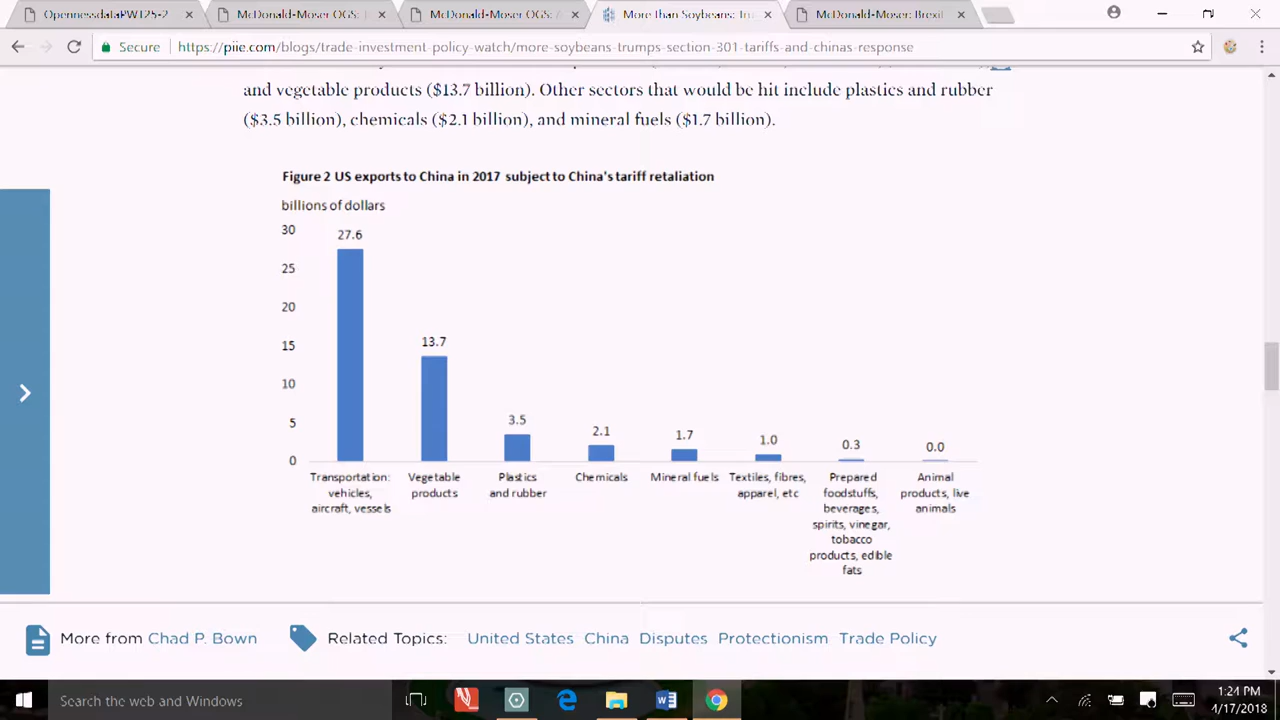 OpennessdataPWT25-2
McDonald-Moser OGS:
McDonald-Moser OGS:
More Than Soybeans: Tru
McDonald-Moser: Brexit
Secure
https://piie.com/blogs/trade-investment-policy-watch/more-soybeans-trumps-section-301-tariffs-and-chinas-response
and vegetable products ($13.7 billion). Other sectors that would be hit include plastics and rubber
($3.5 billion), chemicals ($2.1 billion), and mineral fuels ($1.7 billion).
Figure 2 US exports to China in 2017 subject to China's tariff retaliation
billions of dollars
30
25
20
15
10
5
0
27.6
13.7
3.5
2.1
1.7
1.0
0.3
0.0
Transportation:
vehicles,
aircraft, vessels
Vegetable
products
Plastics
and rubber
Chemicals
Mineral fuels
Textiles, fibres,
apparel, etc
Prepared
foodstuffs,
beverages,
spirits, vinegar,
tobacco
products, edible
fats
Animal
products, live
animals
More from Chad P. Bown
Related Topics: United States China Disputes Protectionism Trade Policy
Search the web and Windows
1:24 PM
4/17/2018